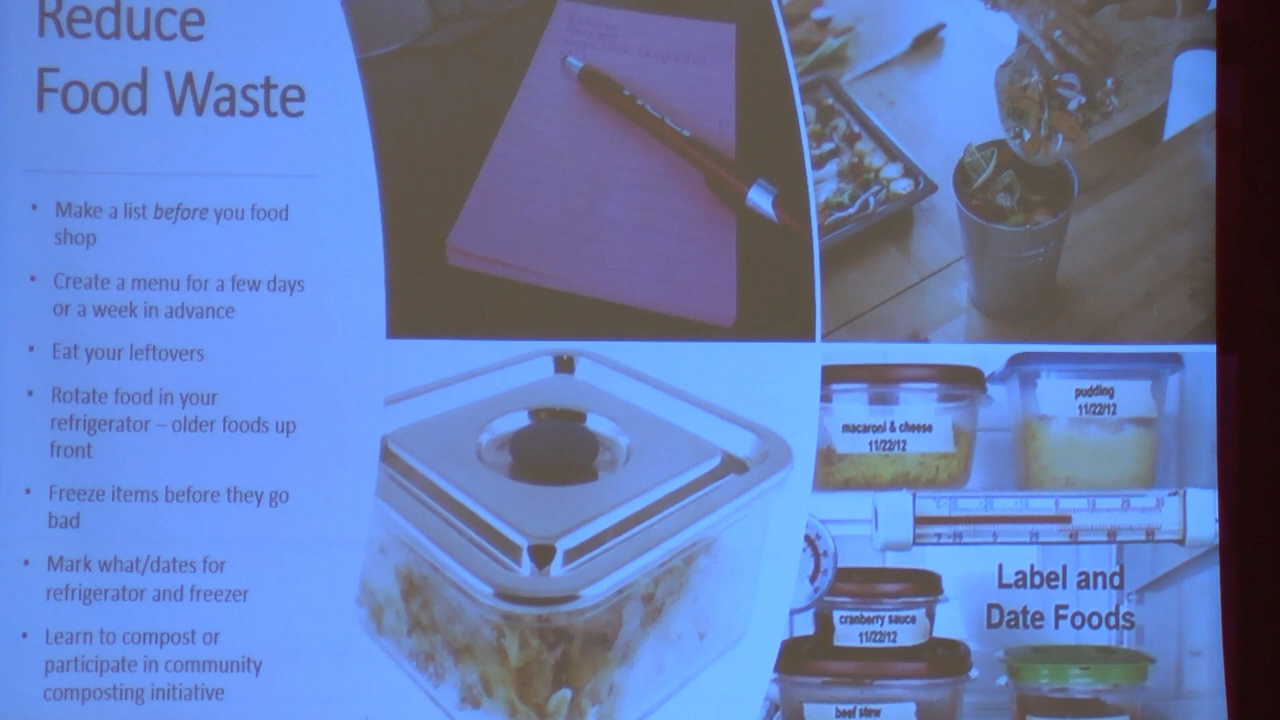 Reduce
Food Waste
• Make a list before you food
shop
• Create a menu for a few days
or a week in advance
• Eat your leftovers
• Rotate food in your
refrigerator – older foods up
front
• Freeze items before they go
bad
• Mark what/dates for
refrigerator and freezer
• Learn to compost or
participate in community
composting initiative
macaroni & cheese
11/22/12
pudding
11/22/12
Label and
Date Foods
cranberry sauce
11/22/12
beef stew